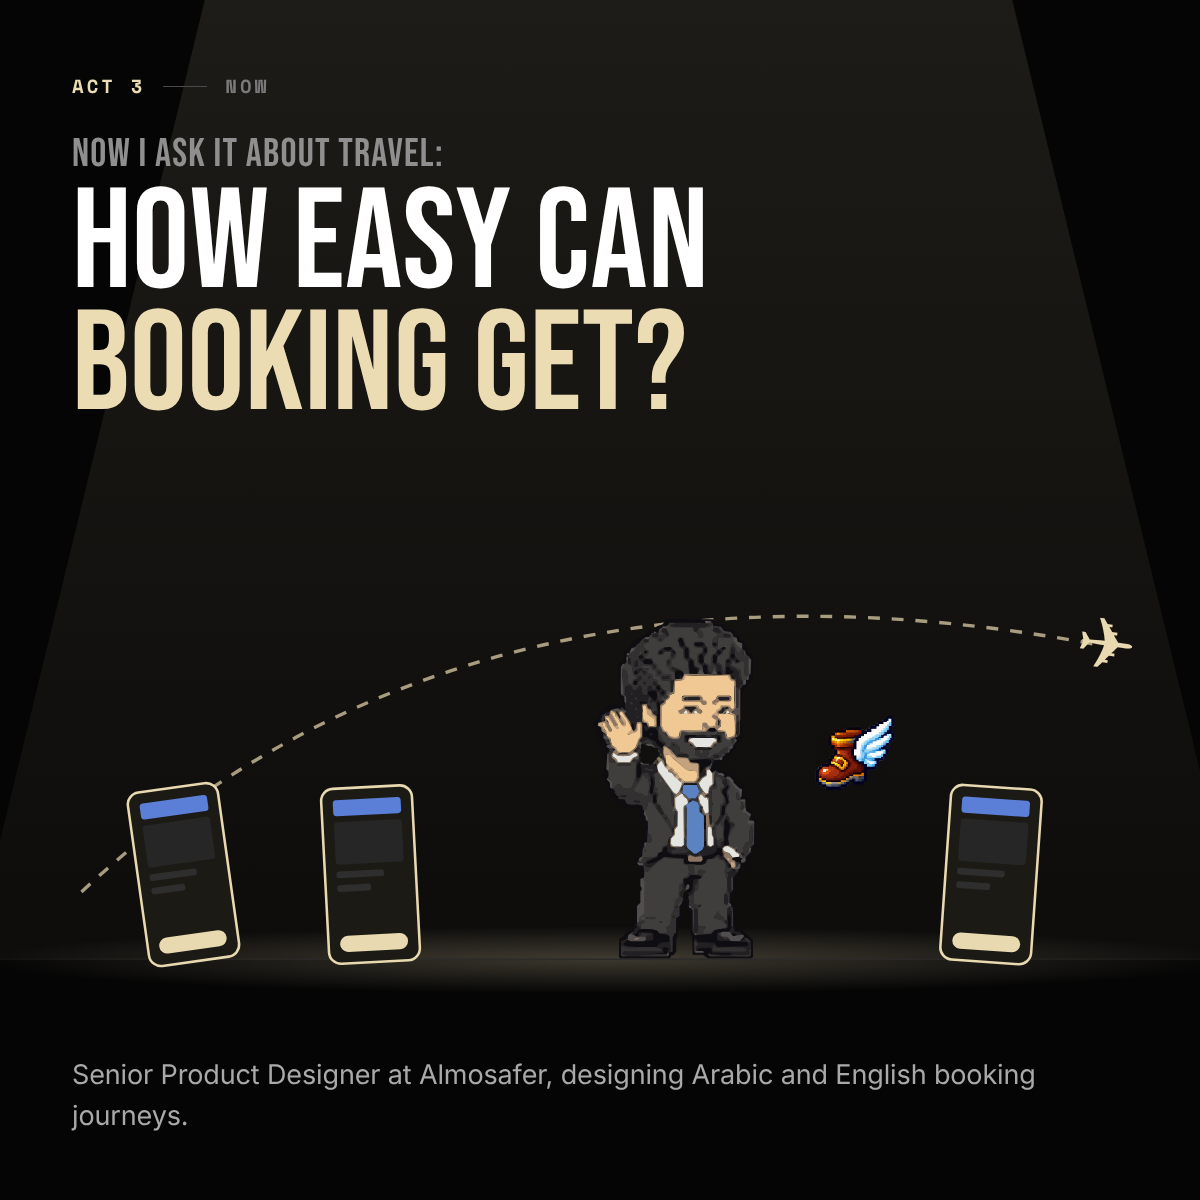 ACT 3 — NOW
NOW I ASK IT ABOUT TRAVEL:
HOW EASY CAN
BOOKING GET?
Senior Product Designer at Almosafer, designing Arabic and English booking
journeys.